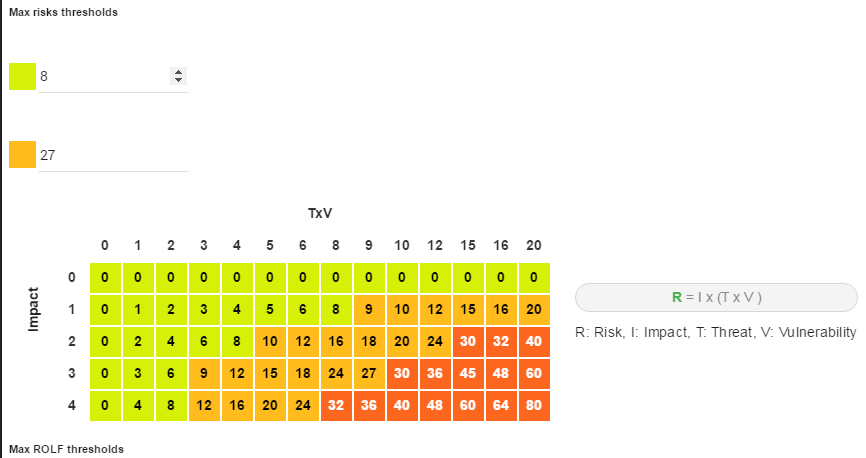 Max risks thresholds
8
27
TxV
0 1 2 3 4 5 6 8 9 10 12 15 16 20
Impact
0 0 0 0 0 0 0 0 0 0 0 0 0 0 0
1 0 1 2 3 4 5 6 8 9 10 12 15 16 20
2 0 2 4 6 8 10 12 16 18 20 24 30 32 40
3 0 3 6 9 12 15 18 24 27 30 36 45 48 60
4 0 4 8 12 16 20 24 32 36 40 48 60 64 80
R = I x (T x V )
R: Risk, I: Impact, T: Threat, V: Vulnerability
Max ROLF thresholds